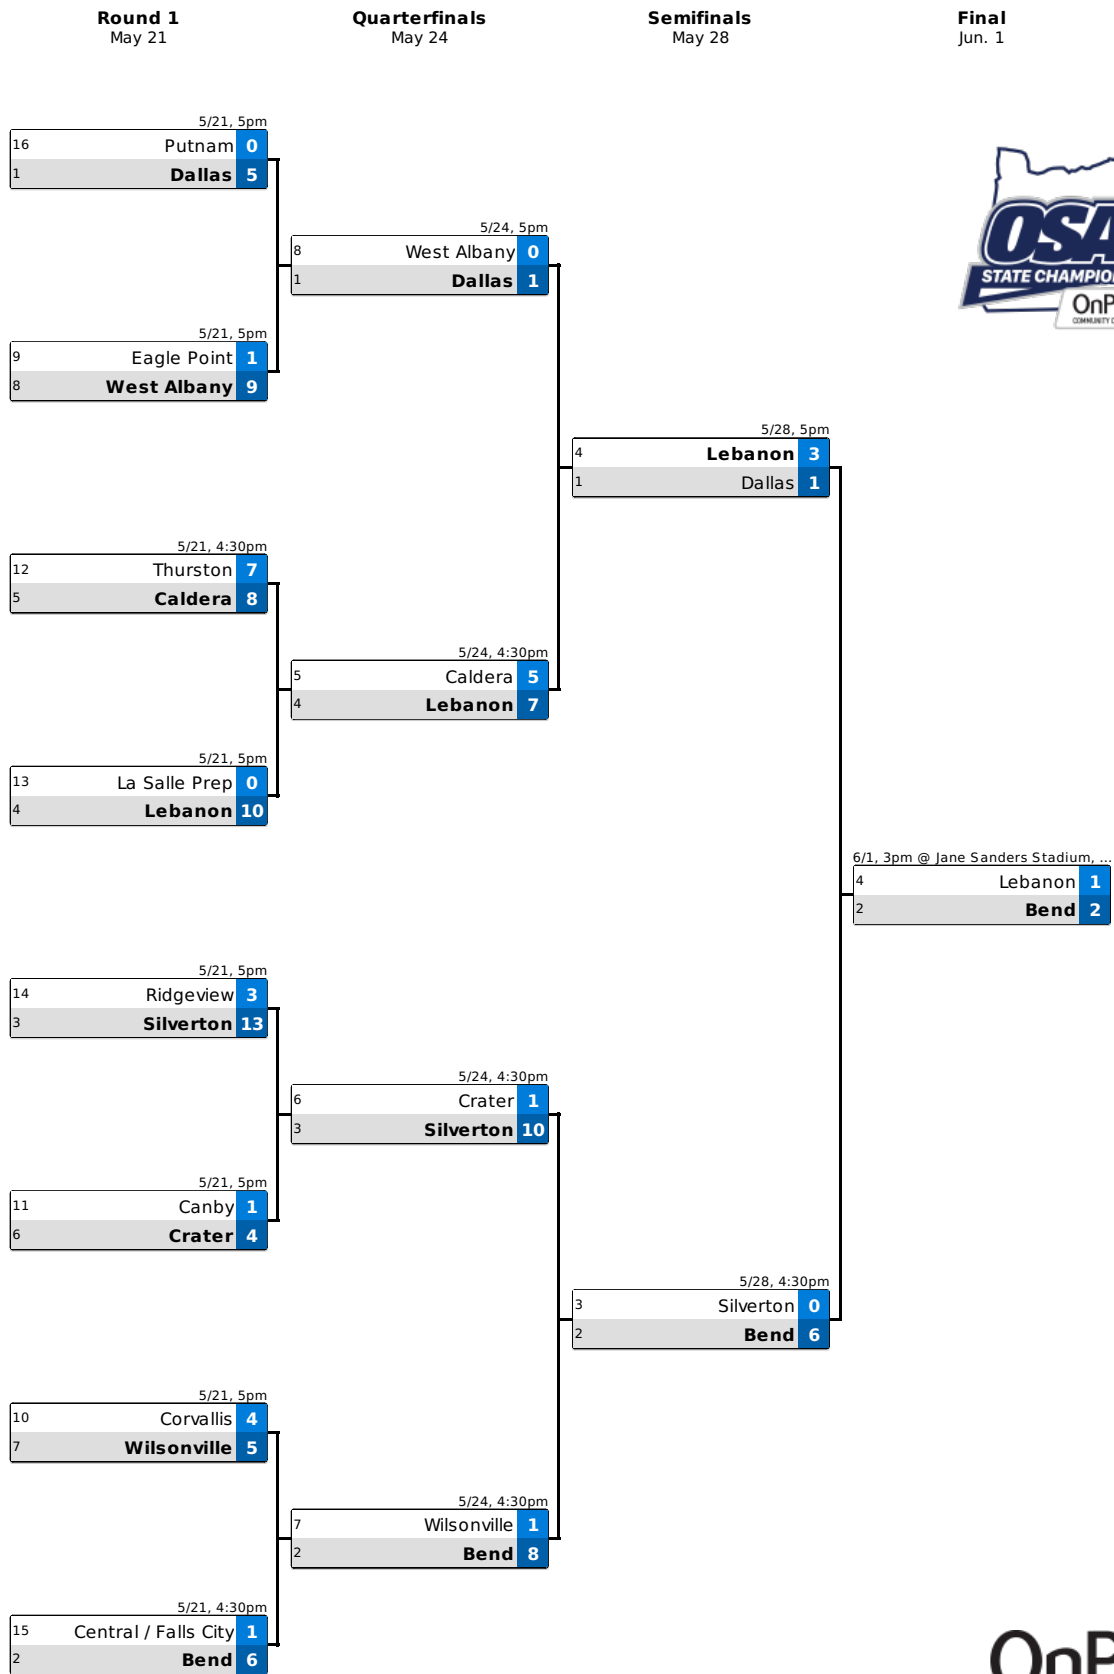 Round 1
May 21
Quarterfinals
May 24
Semifinals
May 28
Final
Jun. 1
5/21, 5pm
16 Putnam 0
1 Dallas 5
5/24, 5pm
8 West Albany 0
1 Dallas 1
5/21, 5pm
9 Eagle Point 1
8 West Albany 9
5/28, 5pm
4 Lebanon 3
1 Dallas 1
5/21, 4:30pm
12 Thurston 7
5 Caldera 8
5/24, 4:30pm
5 Caldera 5
4 Lebanon 7
5/21, 5pm
13 La Salle Prep 0
4 Lebanon 10
6/1, 3pm @ Jane Sanders Stadium, ...
4 Lebanon 1
2 Bend 2
5/21, 5pm
14 Ridgeview 3
3 Silverton 13
5/24, 4:30pm
6 Crater 1
3 Silverton 10
5/21, 5pm
11 Canby 1
6 Crater 4
5/28, 4:30pm
3 Silverton 0
2 Bend 6
5/21, 5pm
10 Corvallis 4
7 Wilsonville 5
5/24, 4:30pm
7 Wilsonville 1
2 Bend 8
5/21, 4:30pm
15 Central / Falls City 1
2 Bend 6
OSA
STATE CHAMPIO
OnP
COMMUNITY
OnP